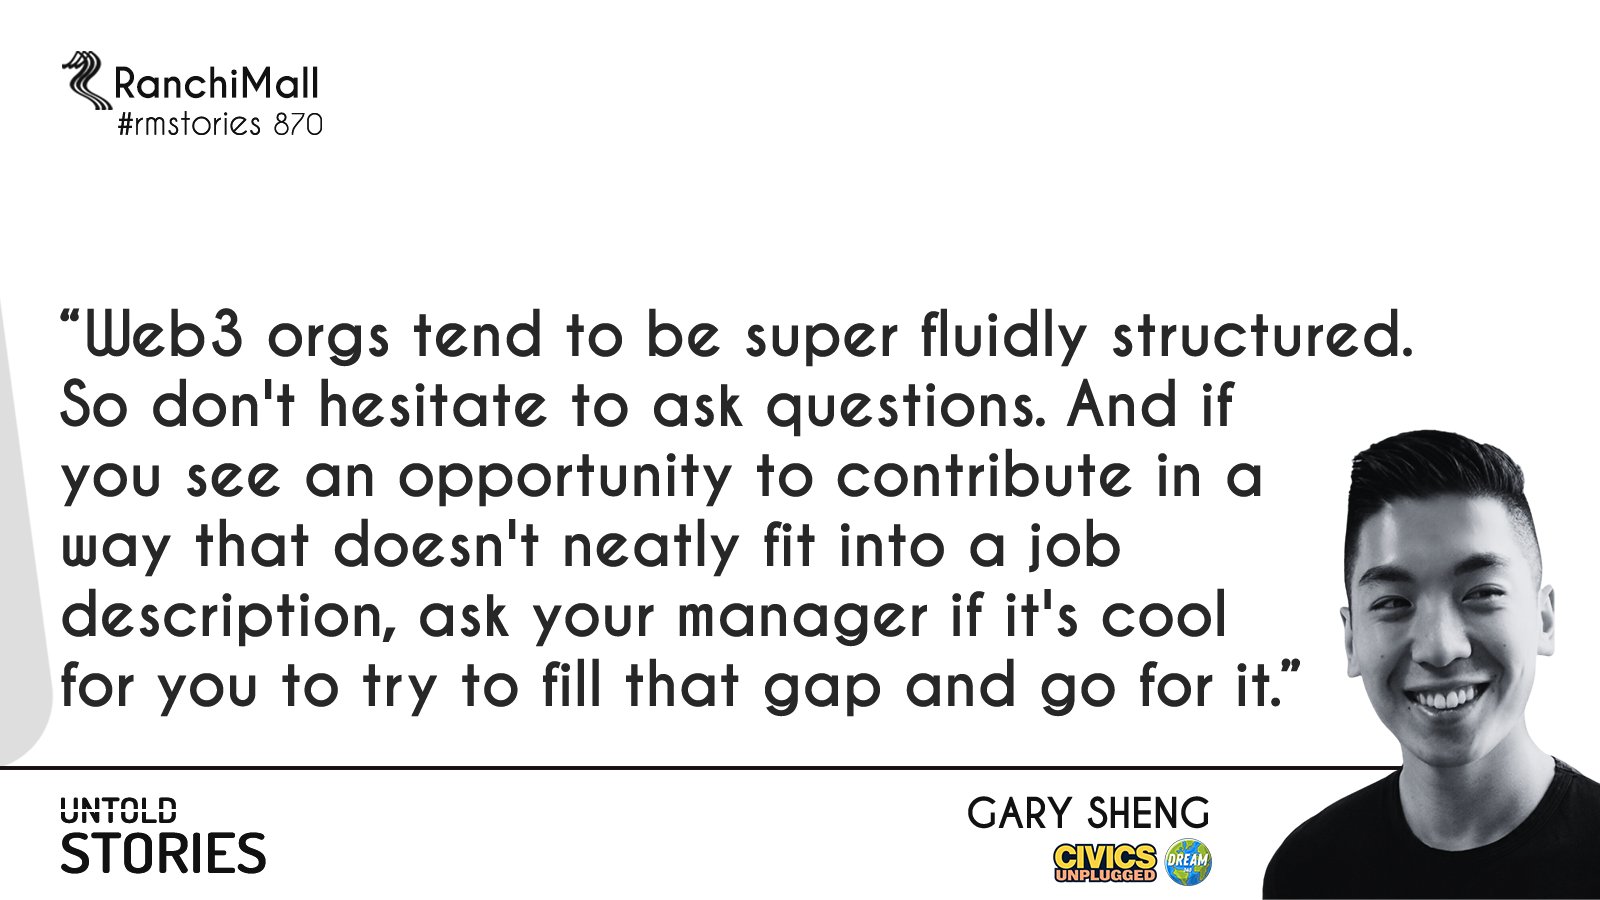 RanchiMall
#rmstories 870
“Web3 orgs tend to be super fluidly structured.
So don't hesitate to ask questions. And if
you see an opportunity to contribute in a
way that doesn't neatly fit into a job
description, ask your manager if it's cool
for you to try to fill that gap and go for it.”
UNTOLD
STORIES
GARY SHENG
CIVICS
UNPLUGGED
DREAM